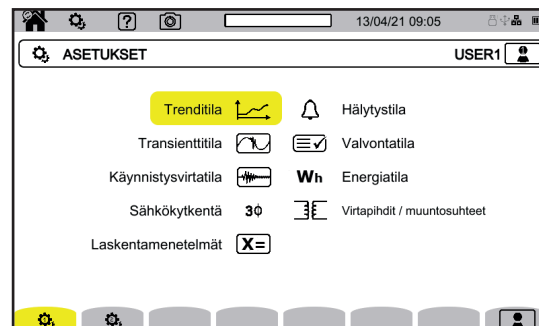 ? 13/04/21 09:05
ASETUKSET USER1
Trenditila Hälytystila
Transienttitila Valvontatila
Käynnistysvirtatila Wh Energiatila
Sähkökytkentä 3ϕ Virtapihdit / muuntosuhteet
Laskentamenetelmät X=